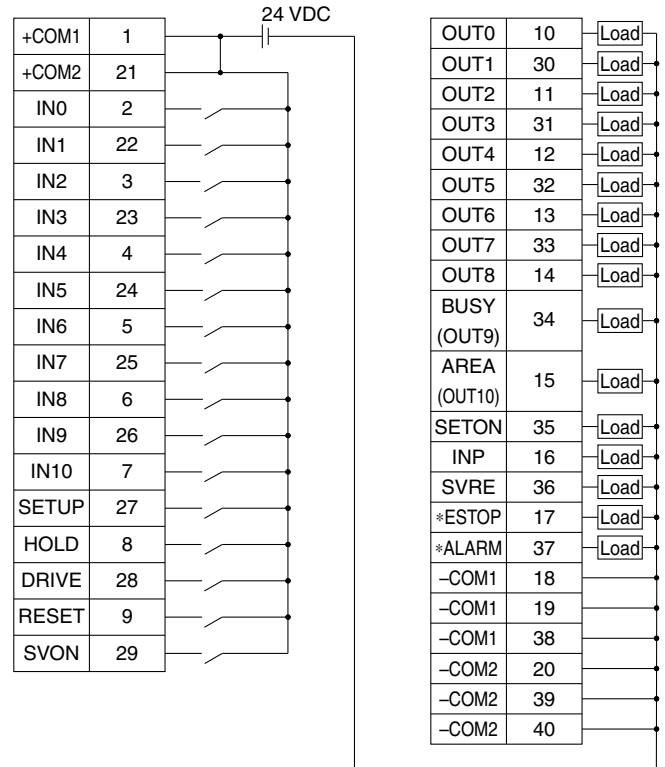 24 VDC
+COM1 1
+COM2 21
IN0 2
IN1 22
IN2 3
IN3 23
IN4 4
IN5 24
IN6 5
IN7 25
IN8 6
IN9 26
IN10 7
SETUP 27
HOLD 8
DRIVE 28
RESET 9
SVON 29
OUT0 10 Load
OUT1 30 Load
OUT2 11 Load
OUT3 31 Load
OUT4 12 Load
OUT5 32 Load
OUT6 13 Load
OUT7 33 Load
OUT8 14 Load
BUSY
(OUT9) 34 Load
AREA
(OUT10) 15 Load
SETON 35 Load
INP 16 Load
SVRE 36 Load
*ESTOP 17 Load
*ALARM 37 Load
–COM1 18
–COM1 19
–COM1 38
–COM2 20
–COM2 39
–COM2 40